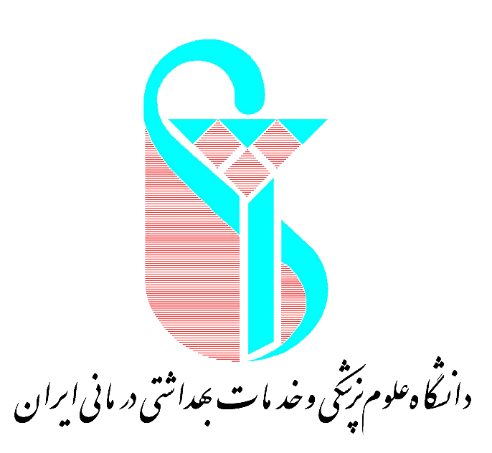 دانشگاه علوم پزشکی و خدمات بهداشتی درمانی ایران